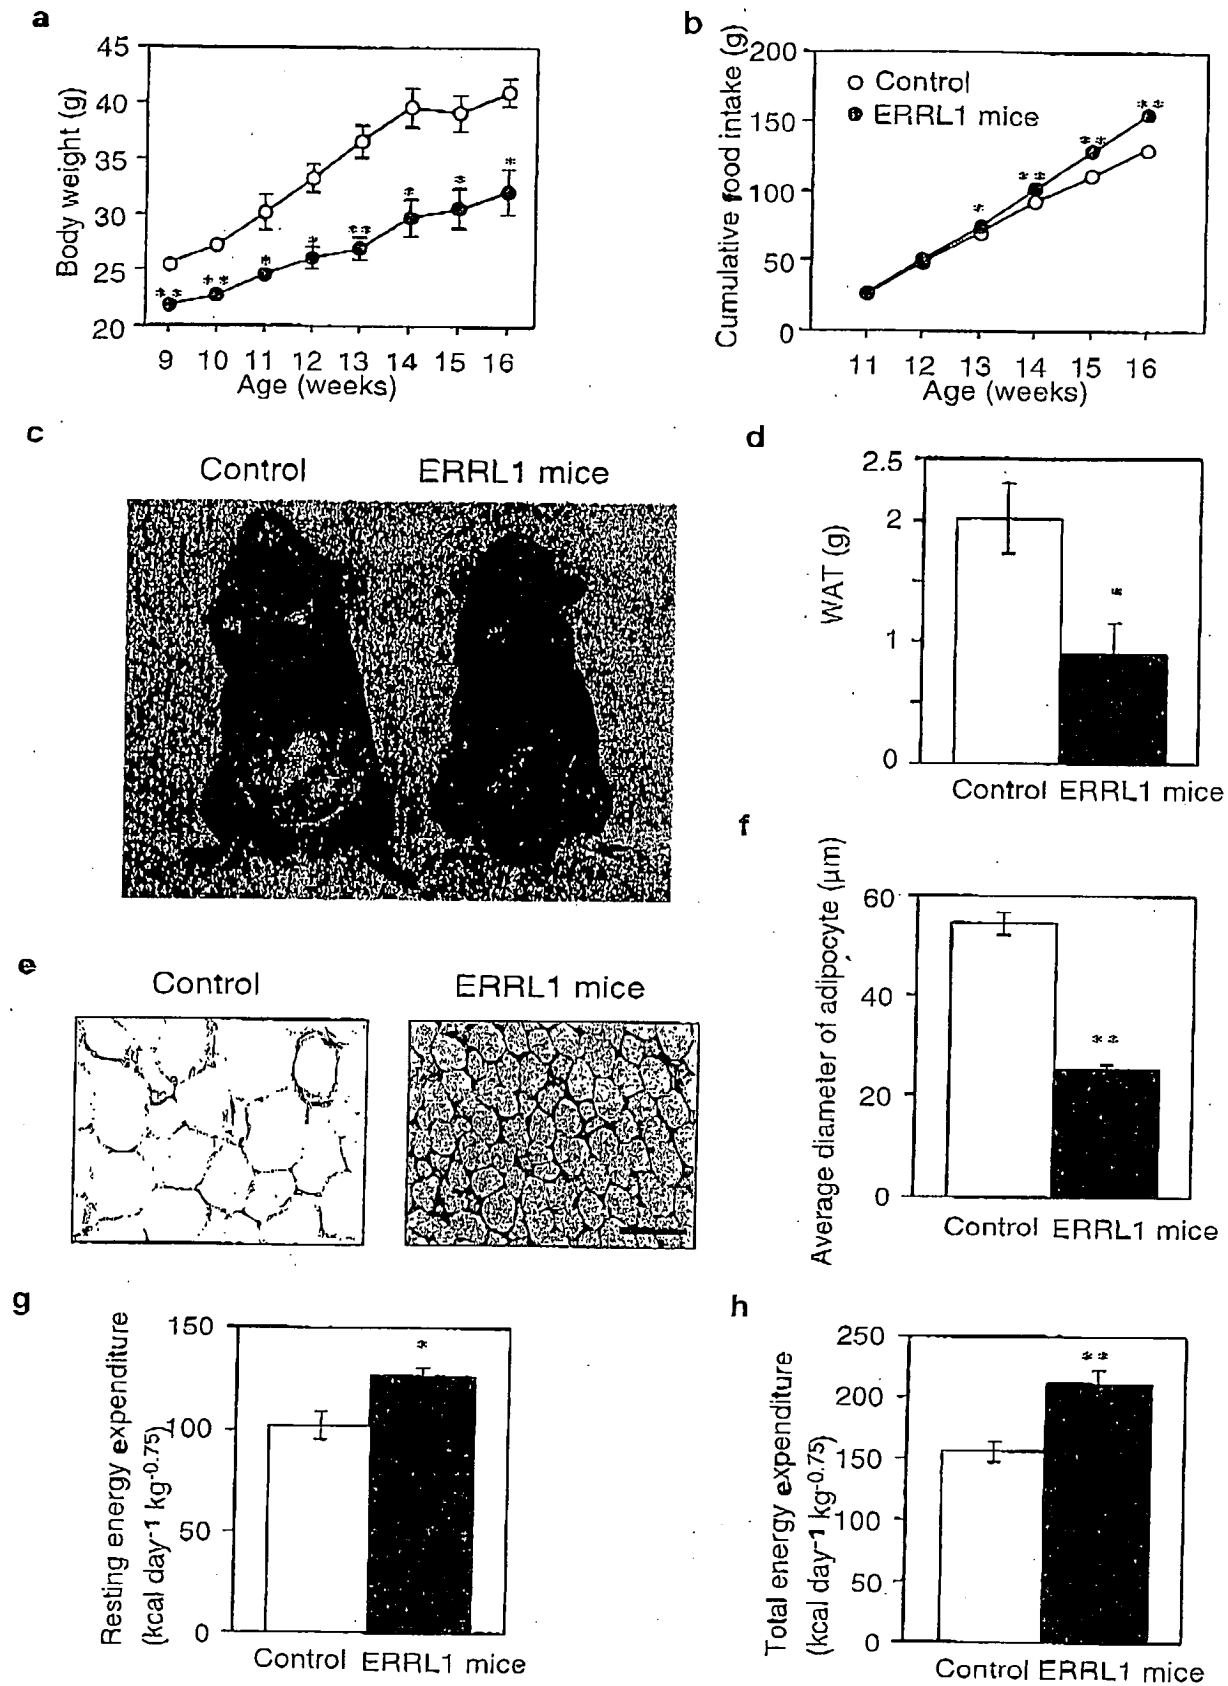 a
45
40
35
30
25
20
Body weight (g)
9 10 11 12 13 14 15 16
Age (weeks)
* * * * * * ** * * * *
b
200
150
100
50
0
Cumulative food intake (g)
Control
ERRL1 mice
* ** ** **
11 12 13 14 15 16
Age (weeks)
c
Control ERRL1 mice
d
2.5
2
1
0
WAT (g)
*
Control ERRL1 mice
e
Control ERRL1 mice
f
60
40
20
0
Average diameter of adipocyte (μm)
**
Control ERRL1 mice
g
150
100
50
0
Resting energy expenditure
(kcal day-1 kg-0.75)
*
Control ERRL1 mice
h
250
200
150
100
50
0
Total energy expenditure
(kcal day-1 kg-0.75)
**
Control ERRL1 mice